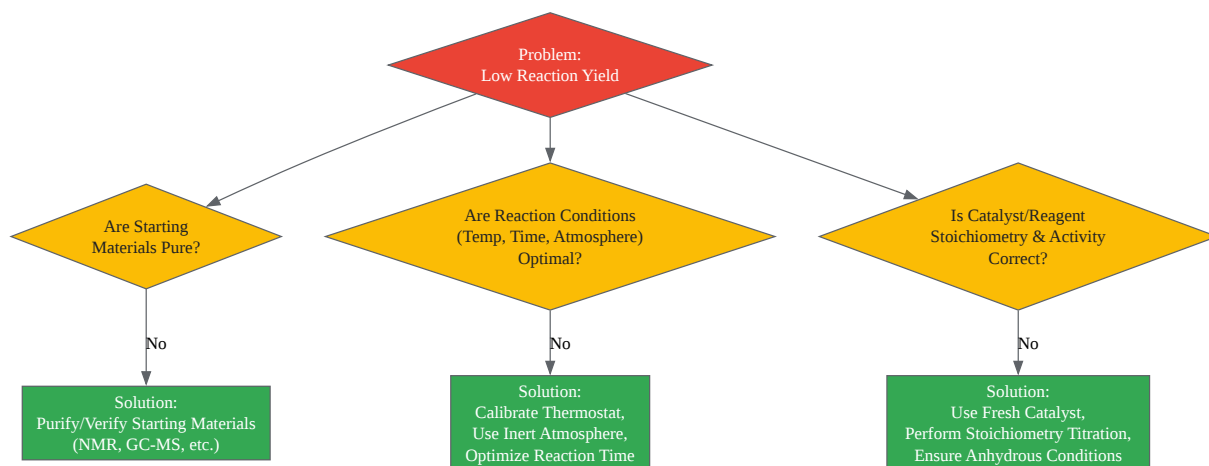 Problem:
Low Reaction Yield
Are Starting
Materials Pure?
Are Reaction Conditions
(Temp, Time, Atmosphere)
Optimal?
Is Catalyst/Reagent
Stoichiometry & Activity
Correct?
No
No
No
Solution:
Purify/Verify Starting Materials
(NMR, GC-MS, etc.)
Solution:
Calibrate Thermostat,
Use Inert Atmosphere,
Optimize Reaction Time
Solution:
Use Fresh Catalyst,
Perform Stoichiometry Titration,
Ensure Anhydrous Conditions